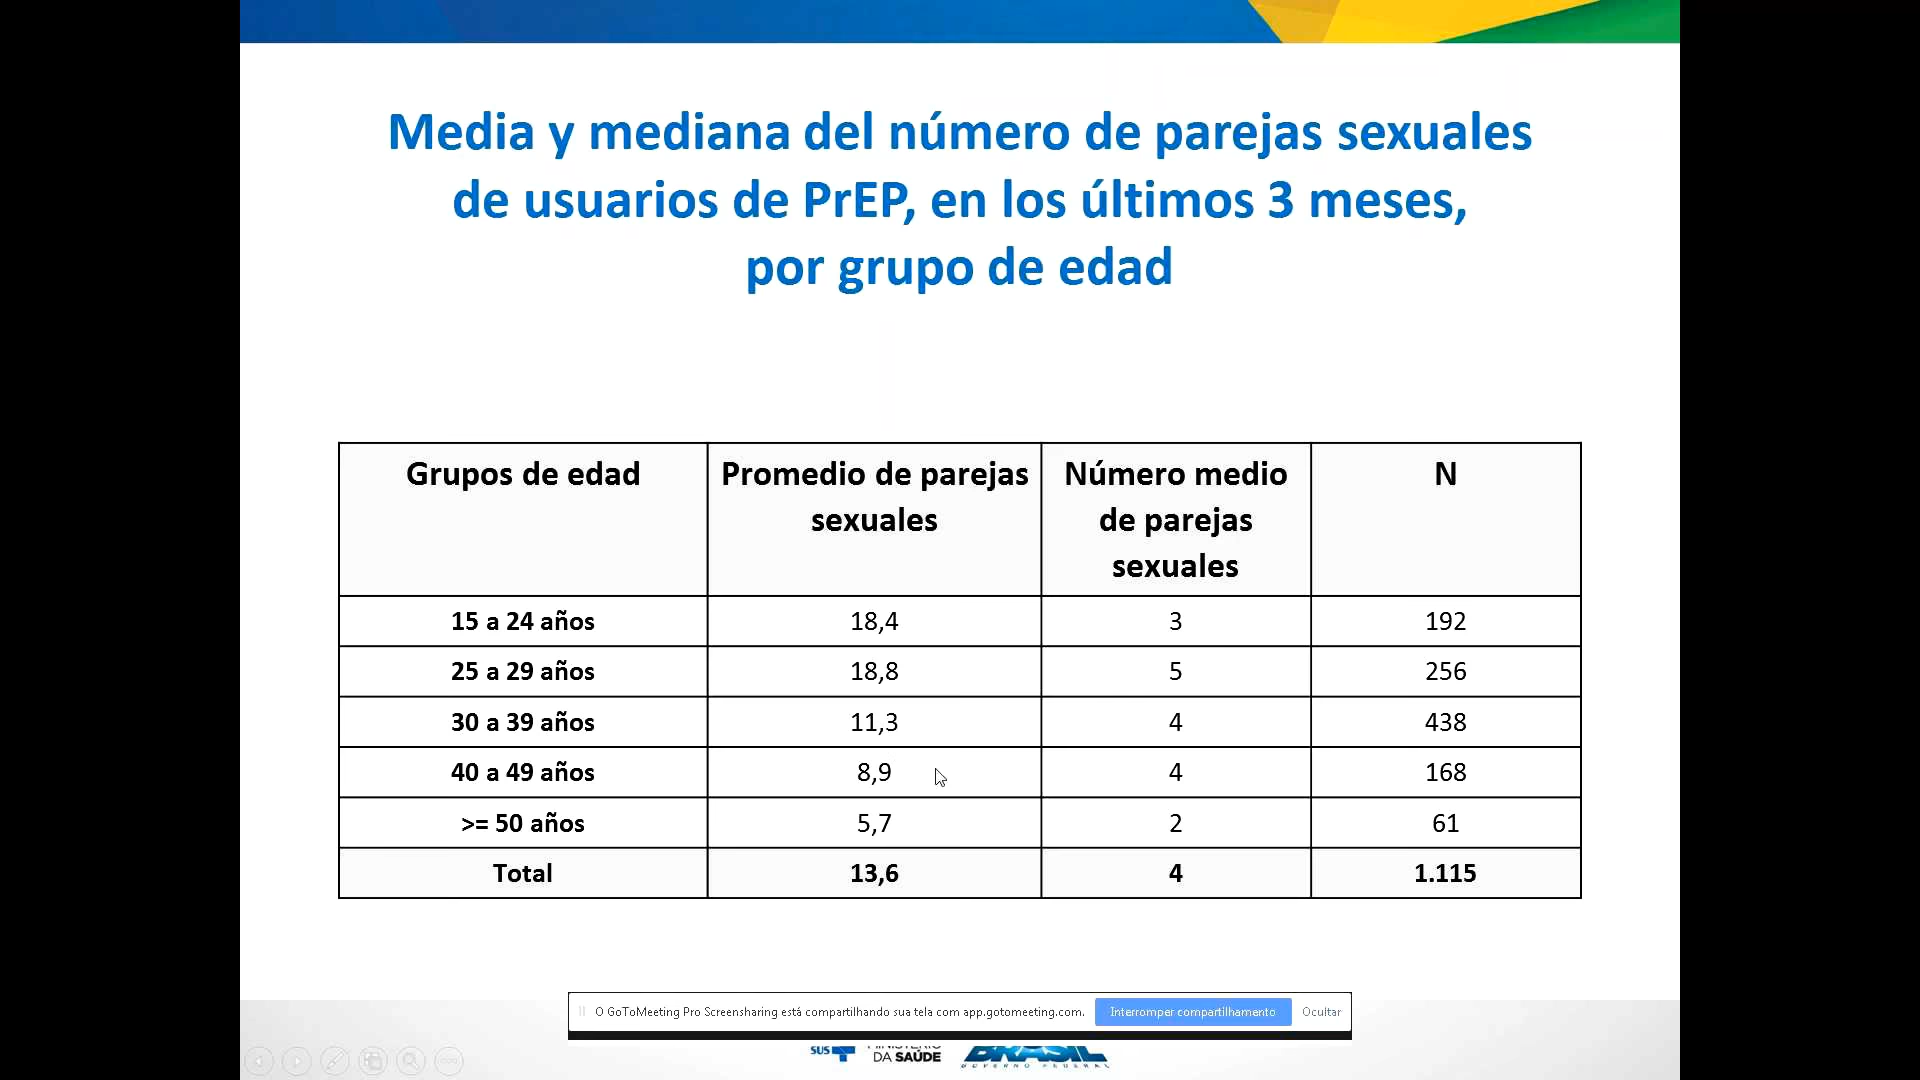 Media y mediana del número de parejas sexuales
de usuarios de PrEP, en los últimos 3 meses,
por grupo de edad
Grupos de edad
Promedio de parejas
sexuales
Número medio
de parejas
sexuales
N
15 a 24 años 18,4 3 192
25 a 29 años 18,8 5 256
30 a 39 años 11,3 4 438
40 a 49 años 8,9 4 168
>= 50 años 5,7 2 61
Total 13,6 4 1.115
O GoToMeeting Pro Screensharing está compartilhando sua tela com app.gotomeeting.com. Interromper compartilhamento Ocultar
SUS
MINISTÉRIO
DA SAÚDE
BRASIL
GOVERNO FEDERAL